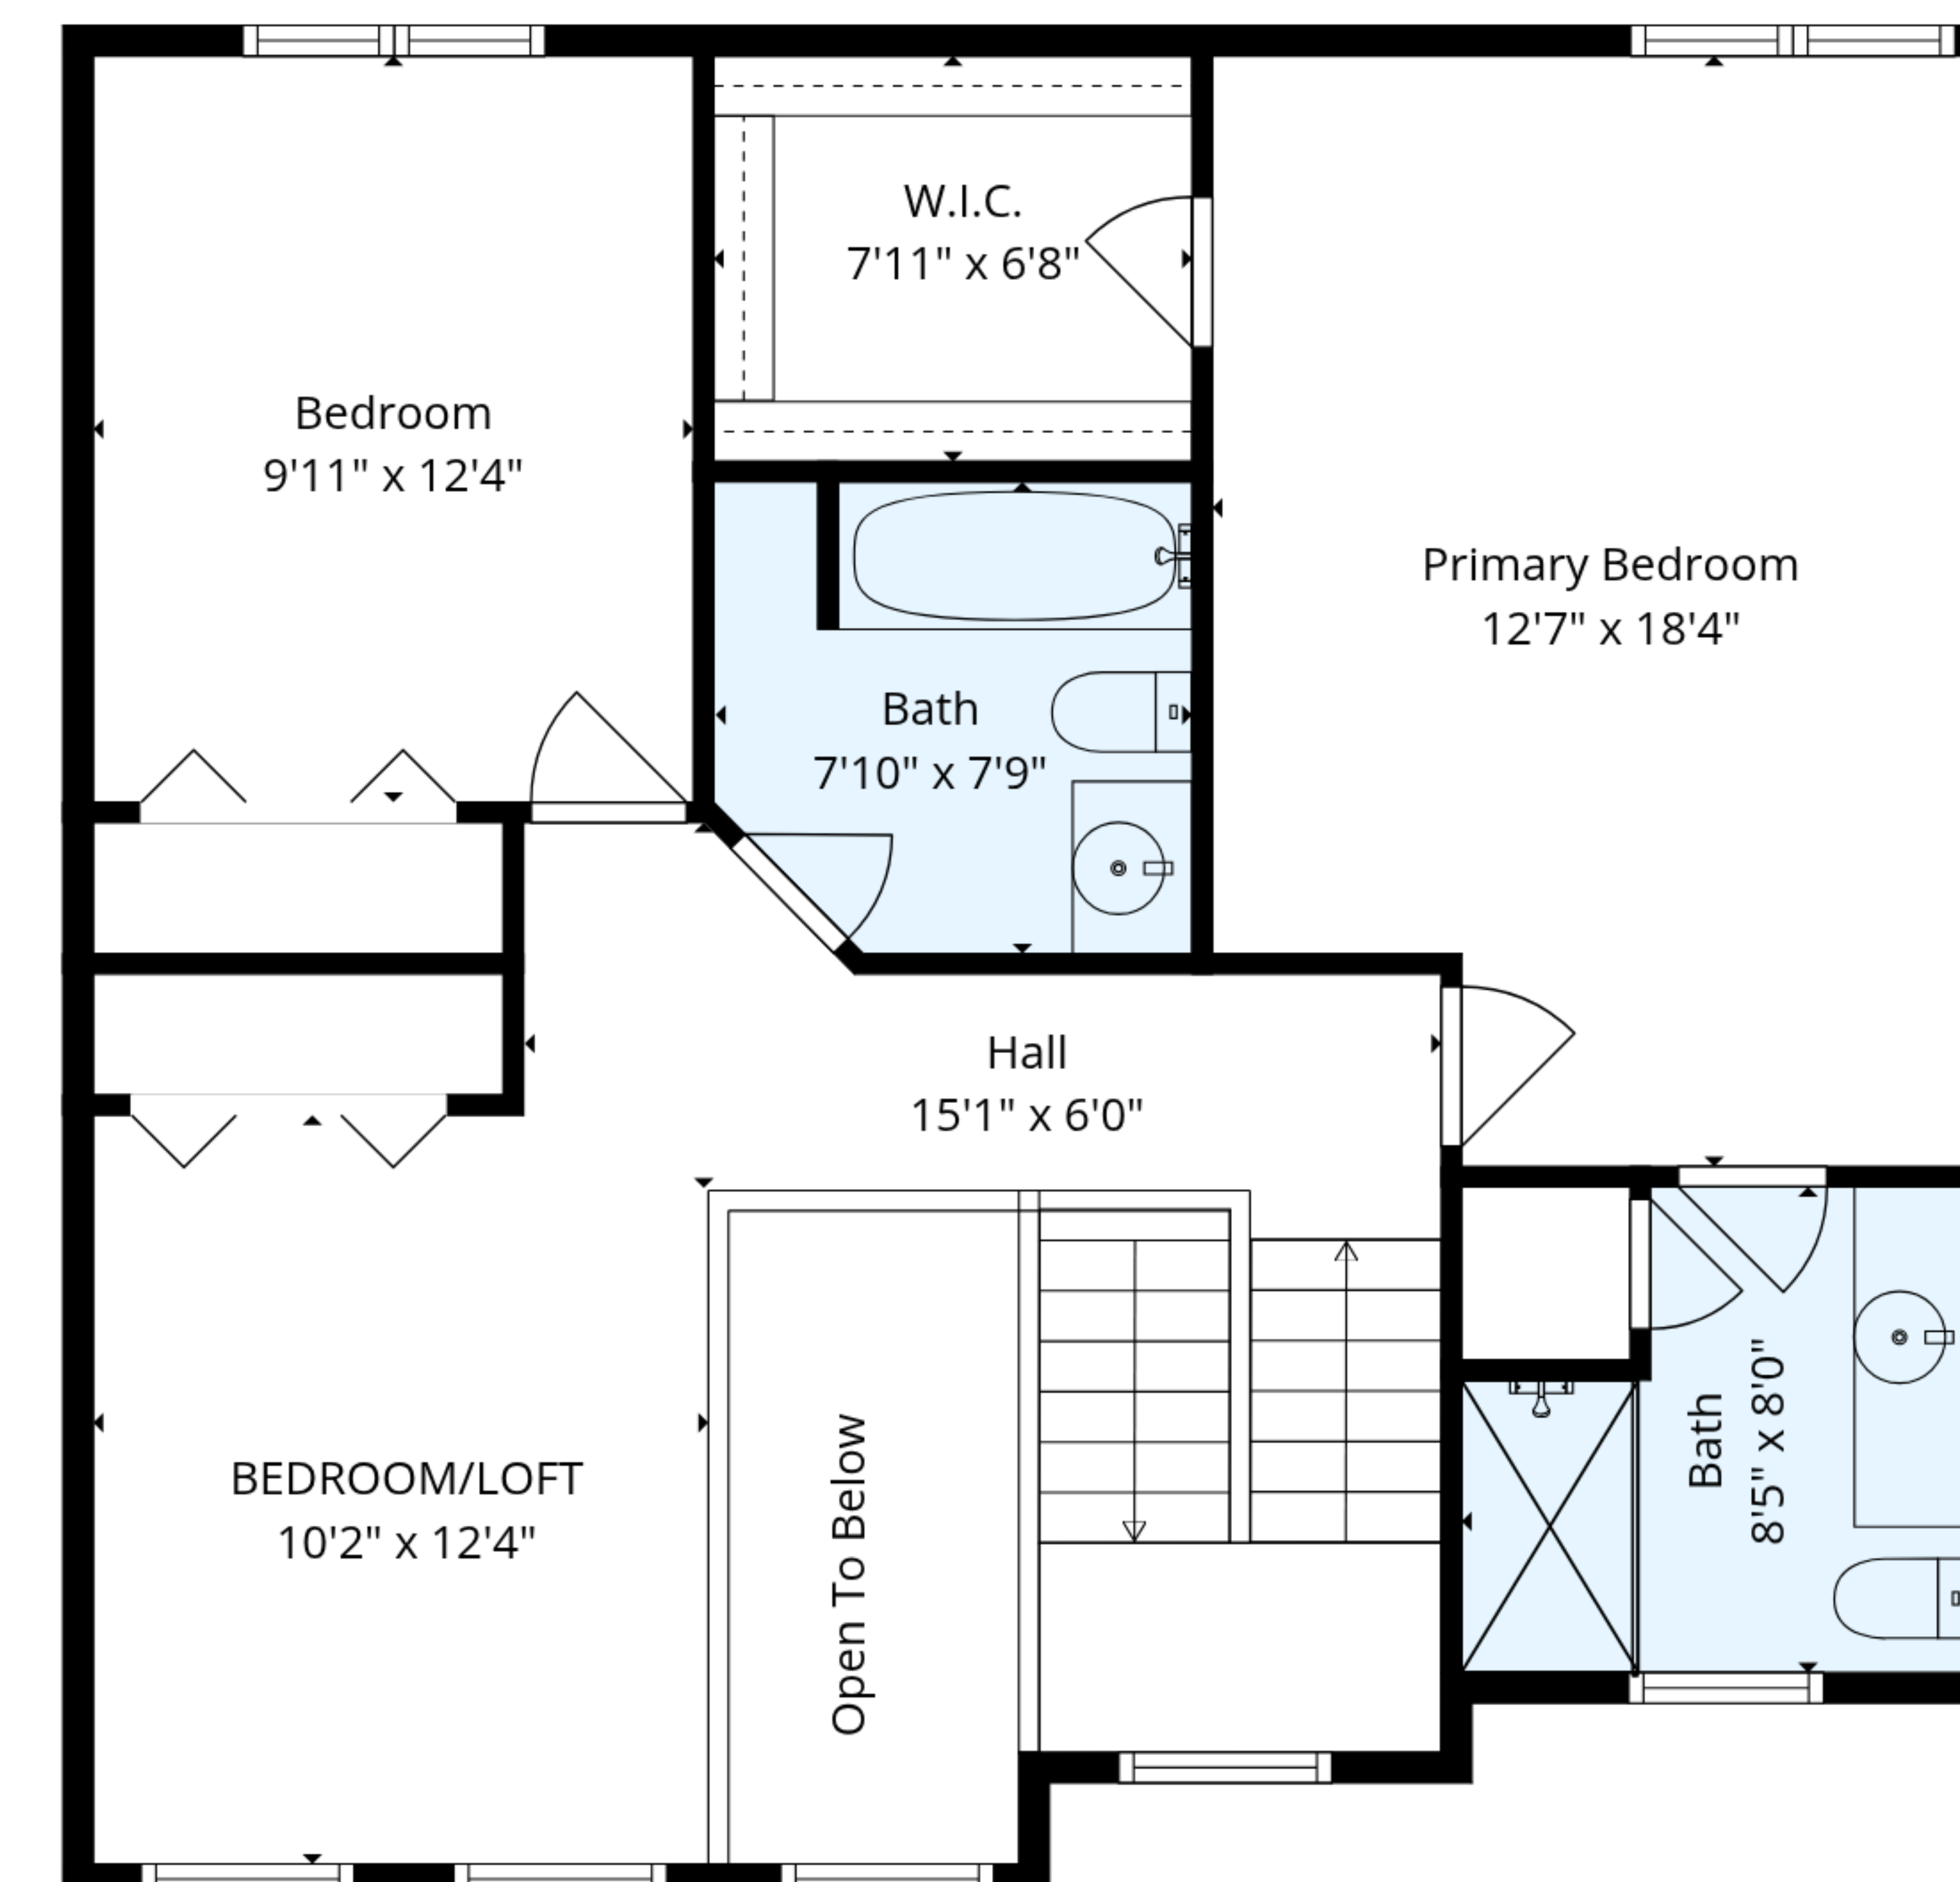 W.I.C.
7'11" x 6'8"
Bedroom
9'11" x 12'4"
Primary Bedroom
12'7" x 18'4"
Bath
7'10" x 7'9"
Hall
15'1" x 6'0"
BEDROOM/LOFT
10'2" x 12'4"
Open To Below
Bath
8'5" x 8'0"